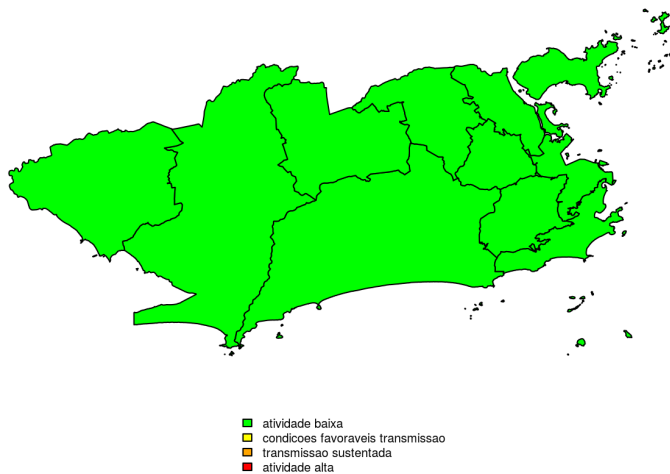 atividade baixa
condicoes favoraveis transmissao
transmissao sustentada
atividade alta